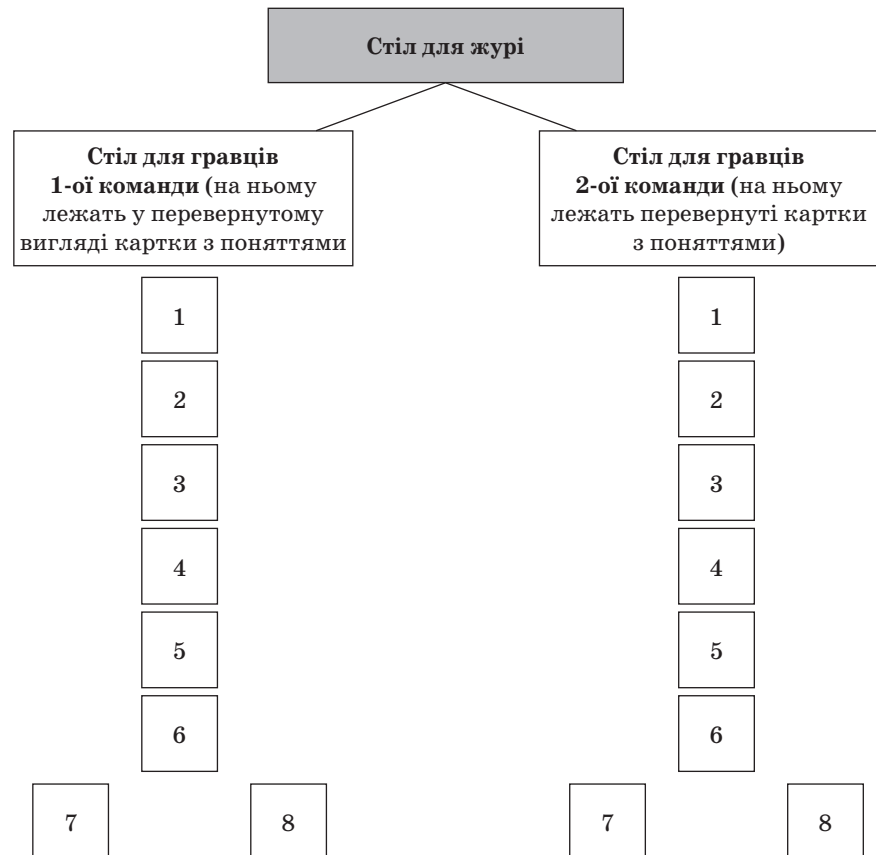 Стіл для журі
Стіл для гравців
1-ої команди (на ньому
лежать у перевернутому
вигляді картки з поняттями
Стіл для гравців
2-ої команди (на ньому
лежать перевернуті картки
з поняттями)
1
2
3
4
5
6
7
8
1
2
3
4
5
6
7
8